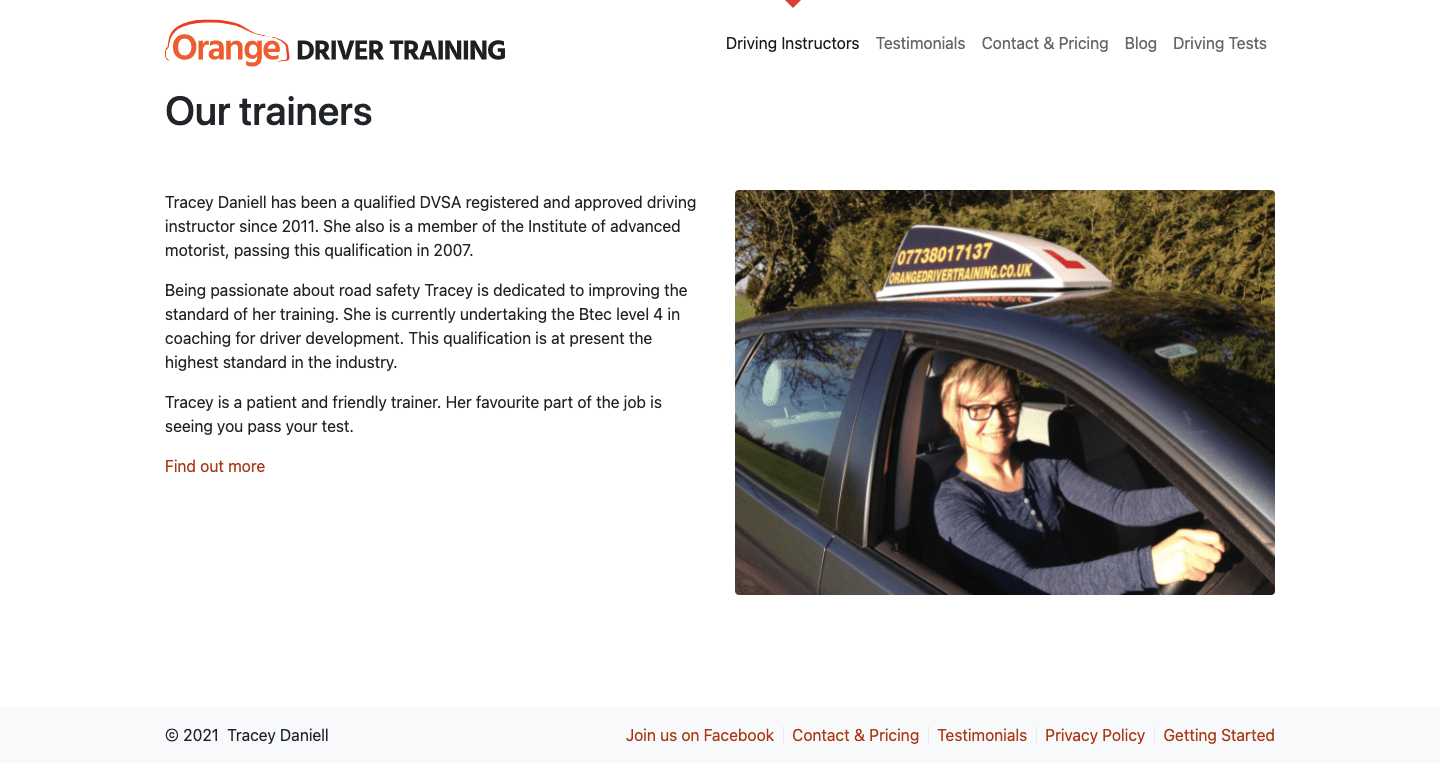 Orange DRIVER TRAINING
Driving Instructors Testimonials Contact & Pricing Blog Driving Tests
Our trainers
Tracey Daniell has been a qualified DVSA registered and approved driving
instructor since 2011. She also is a member of the Institute of advanced
motorist, passing this qualification in 2007.
Being passionate about road safety Tracey is dedicated to improving the
standard of her training. She is currently undertaking the Btec level 4 in
coaching for driver development. This qualification is at present the
highest standard in the industry.
Tracey is a patient and friendly trainer. Her favourite part of the job is
seeing you pass your test.
Find out more
07738017137
ORANGEDRIVERTRAINING.CO.UK
L
© 2021 Tracey Daniell
Join us on Facebook Contact & Pricing Testimonials Privacy Policy Getting Started